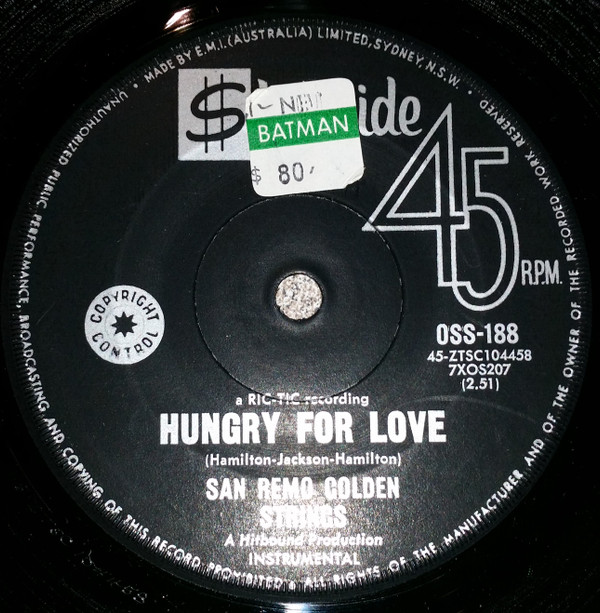 UNAUTHORIZED PUBLIC PERFORMANCE, BROADCASTING AND COPYING OF THIS RECORD PROHIBITED • ALL RIGHTS OF THE MANUFACTURER AND OF THE OWNER OF THE RECORDED WORK RESERVED • MADE BY E.M.I. (AUSTRALIA) LIMITED, SYDNEY, N.S.W. •
$ ide
BATMAN
$ 80
45 R.P.M.
COPYRIGHT CONTROL
OSS-188
45-ZTSC104458
7XOS207
(2.51)
a RIC-TIC recording
HUNGRY FOR LOVE
(Hamilton-Jackson-Hamilton)
SAN REMO GOLDEN
STRINGS
A Hitbound Production
INSTRUMENTAL